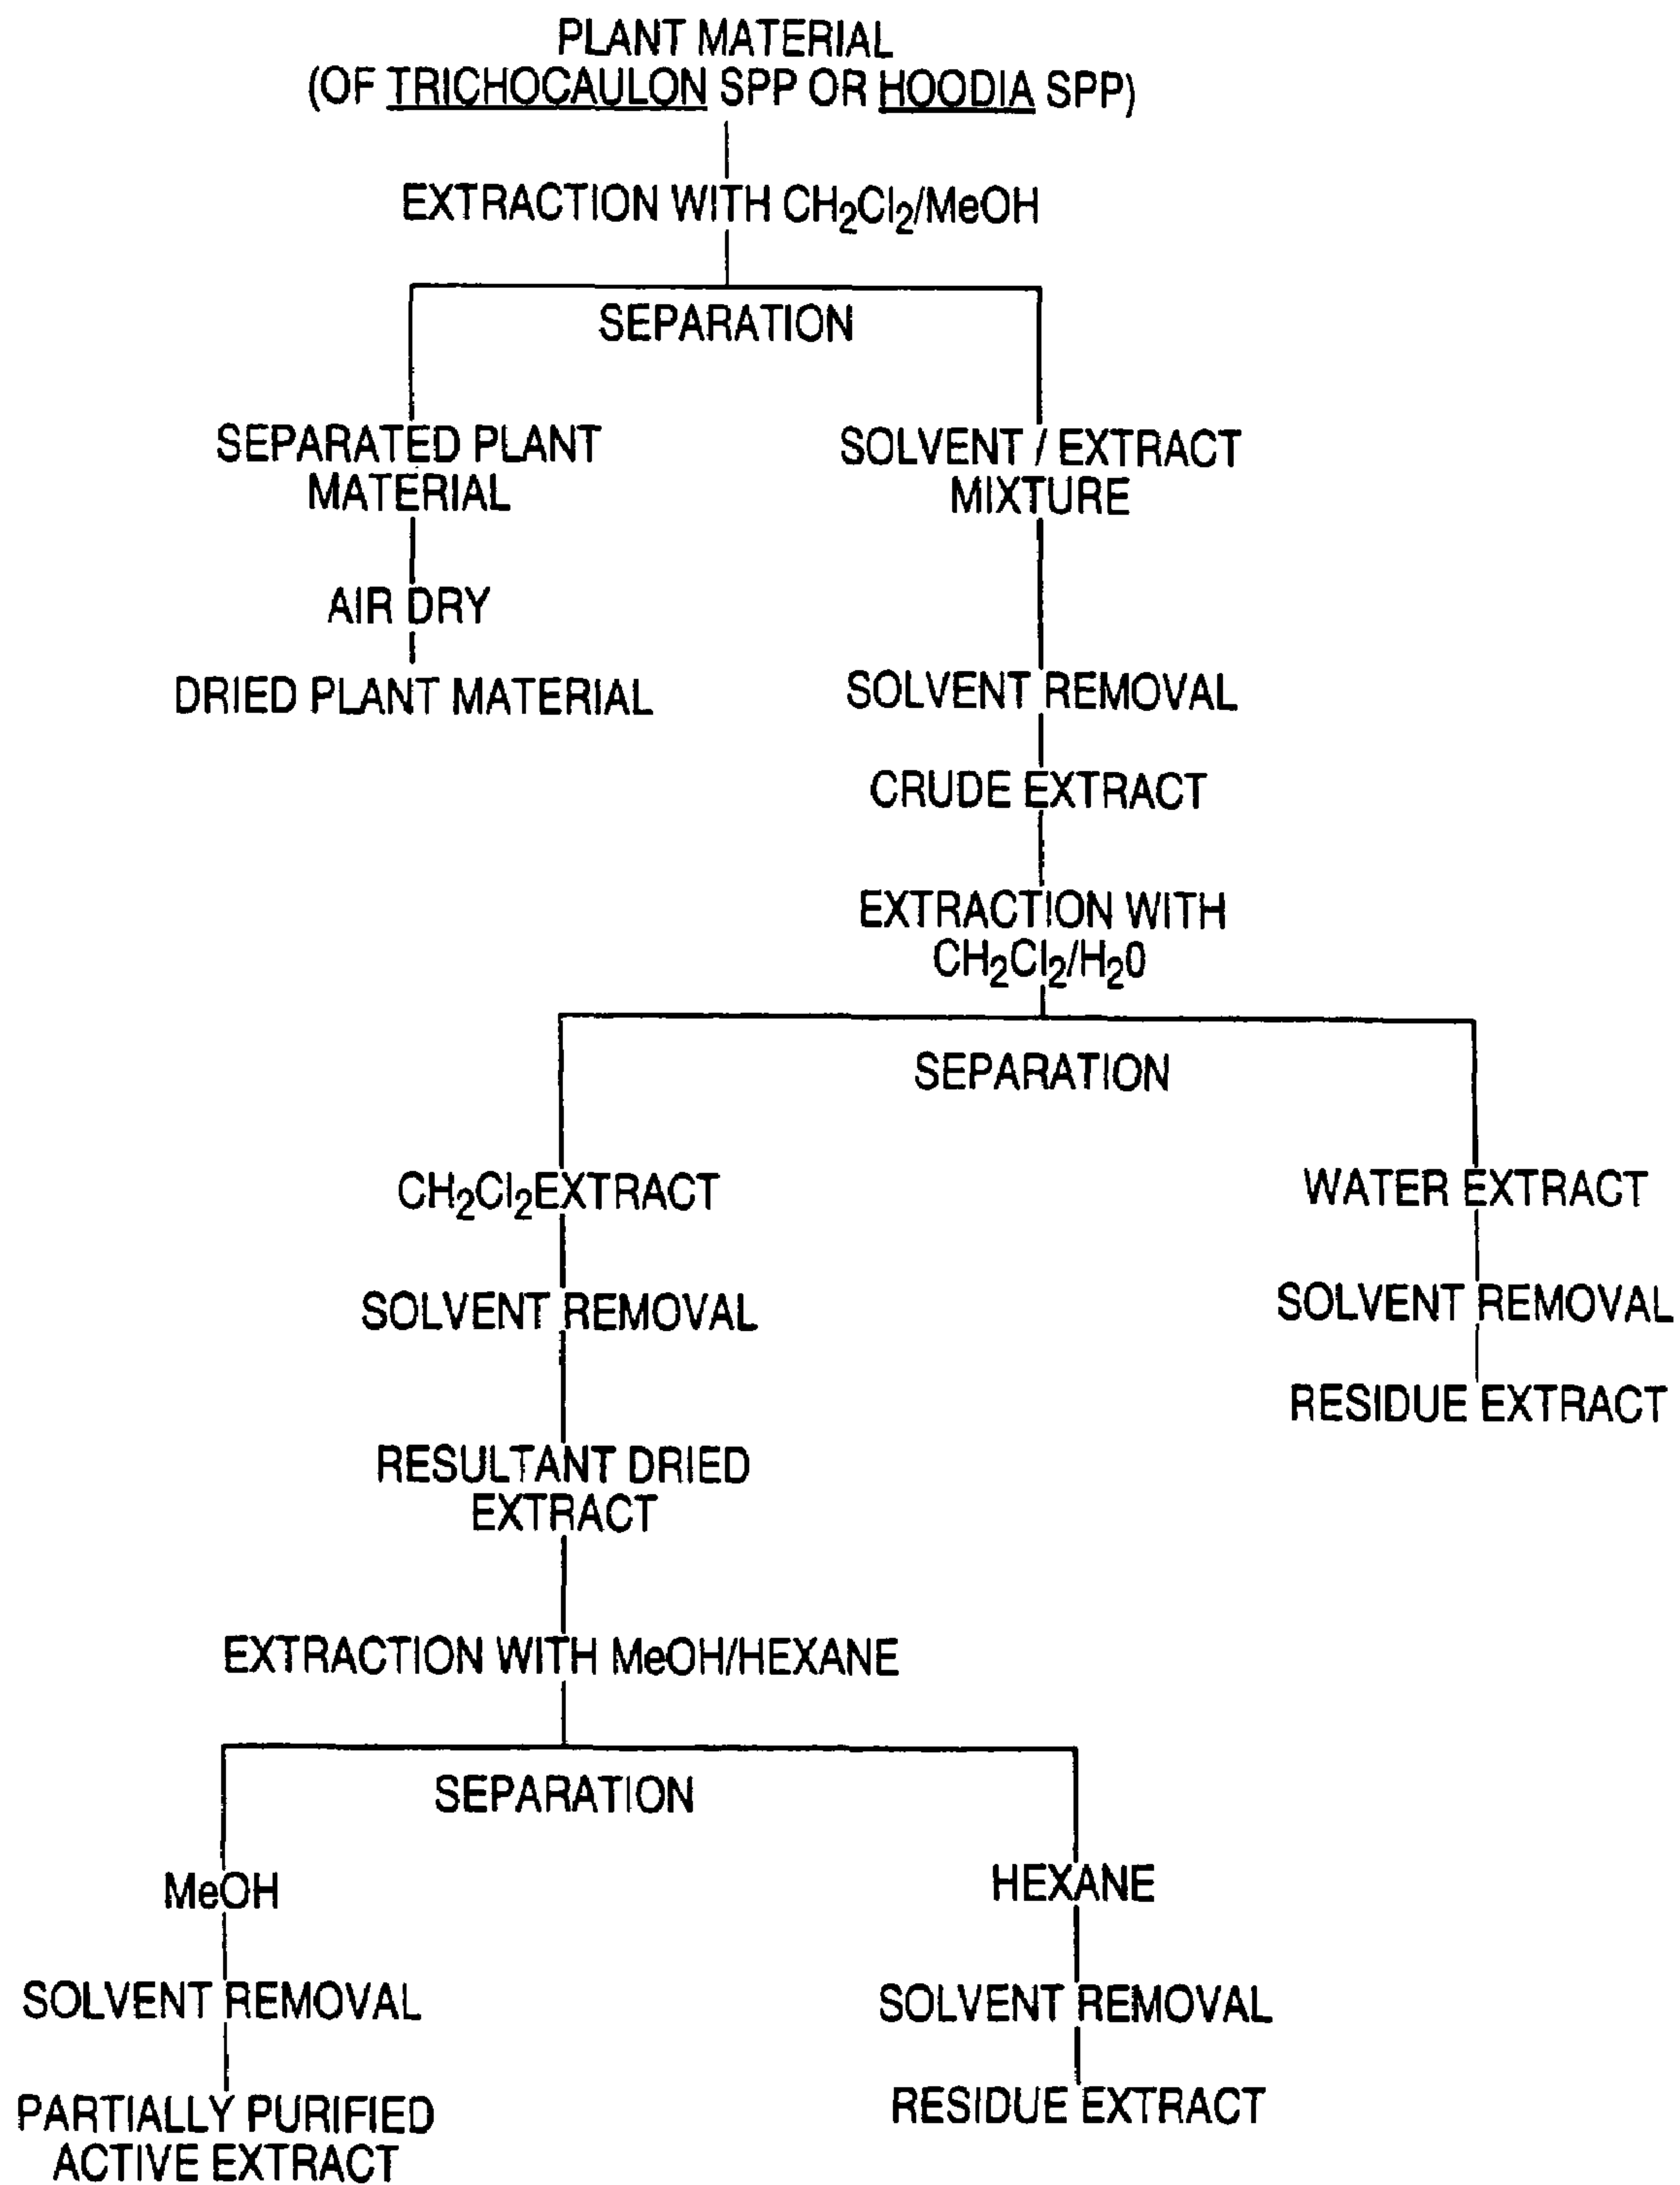 PLANT MATERIAL
(OF TRICHOCAULON SPP OR HOODIA SPP)
EXTRACTION WITH CH2Cl2/MeOH
SEPARATION
SEPARATED PLANT
MATERIAL
AIR DRY
DRIED PLANT MATERIAL
SOLVENT / EXTRACT
MIXTURE
SOLVENT REMOVAL
CRUDE EXTRACT
EXTRACTION WITH
CH2Cl2/H20
SEPARATION
CH2Cl2EXTRACT
SOLVENT REMOVAL
RESULTANT DRIED
EXTRACT
WATER EXTRACT
SOLVENT REMOVAL
RESIDUE EXTRACT
EXTRACTION WITH MeOH/HEXANE
SEPARATION
MeOH
SOLVENT REMOVAL
PARTIALLY PURIFIED
ACTIVE EXTRACT
HEXANE
SOLVENT REMOVAL
RESIDUE EXTRACT